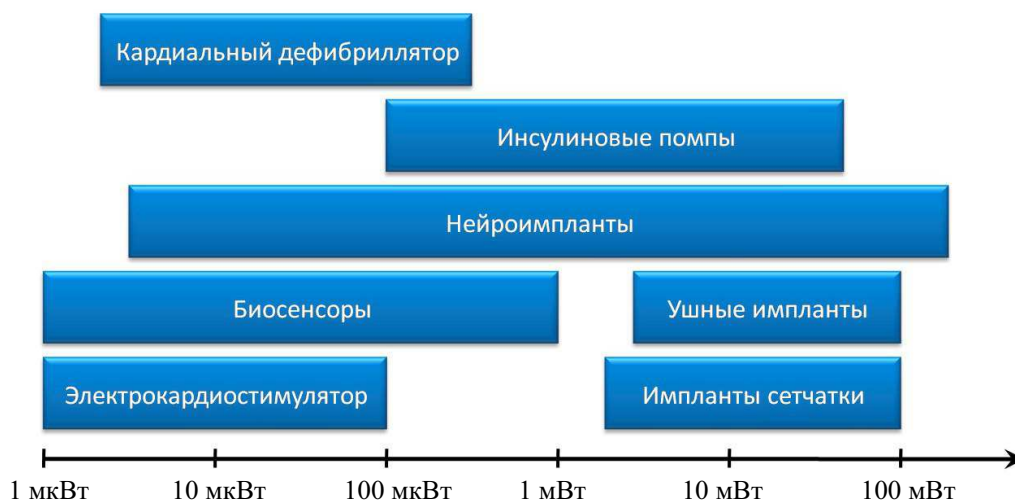 Кардиальный дефибриллятор
Инсулиновые помпы
Нейроимпланты
Биосенсоры
Ушные импланты
Электрокардиостимулятор
Импланты сетчатки
1 мкВт
10 мкВт
100 мкВт
1 мВт
10 мВт
100 мВт